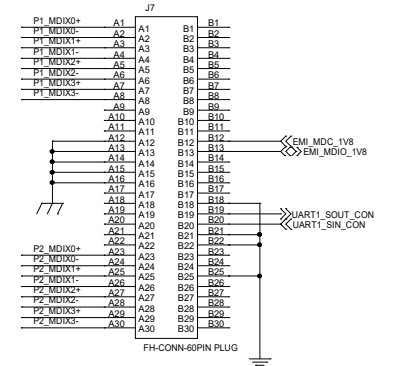 J7
P1_MDIX0+ A1 A1 B1 B1
P1_MDIX0- A2 A2 B2 B2
P1_MDIX1+ A3 A3 B3 B3
P1_MDIX1- A4 A4 B4 B4
P1_MDIX2+ A5 A5 B5 B5
P1_MDIX2- A6 A6 B6 B6
P1_MDIX3+ A7 A7 B7 B7
P1_MDIX3- A8 A8 B8 B8
A9 A9 B9 B9
A10 A10 B10 B10
A11 A11 B11 B11
A12 A12 B12 B12 EMI_MDC_1V8
A13 A13 B13 B13 EMI_MDIO_1V8
A14 A14 B14 B14
A15 A15 B15 B15
A16 A16 B16 B16
A17 A17 B17 B17
A18 A18 B18 B18
A19 A19 B19 B19 UART1_SOUT_CON
A20 A20 B20 B20 UART1_SIN_CON
A21 A21 B21 B21
A22 A22 B22 B22
P2_MDIX0+ A23 A23 B23 B23
P2_MDIX0- A24 A24 B24 B24
P2_MDIX1+ A25 A25 B25 B25
P2_MDIX1- A26 A26 B26 B26
P2_MDIX2+ A27 A27 B27 B27
P2_MDIX2- A28 A28 B28 B28
P2_MDIX3+ A29 A29 B29 B29
P2_MDIX3- A30 A30 B30 B30
FH-CONN-60PIN PLUG